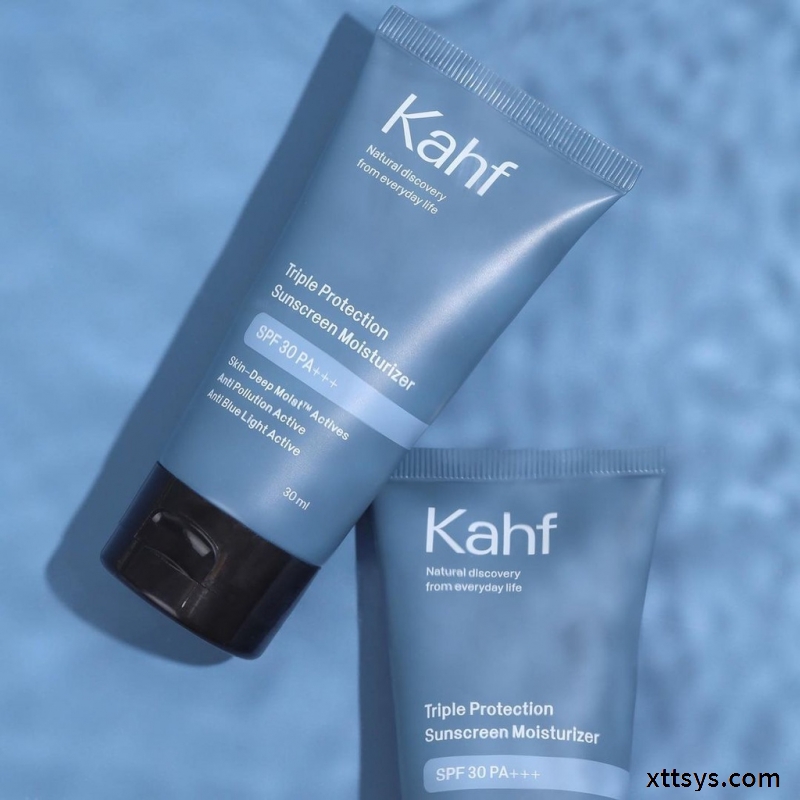 Kahf
Natural discovery
from everyday life
Triple Protection
Sunscreen Moisturizer
SPF 30 PA+++
Skin-Deep Moist™ Actives
Anti Pollution Active
Anti Blue Light Active
30 ml
Kahf
Natural discovery
from everyday life
Triple Protection
Sunscreen Moisturizer
SPF 30 PA+++
xttsys.com